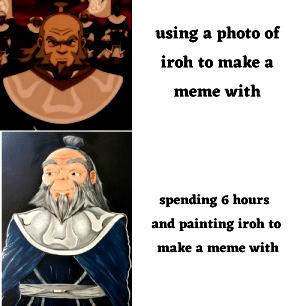 using a photo of
iroh to make a
meme with
spending 6 hours
and painting iroh to
make a meme with